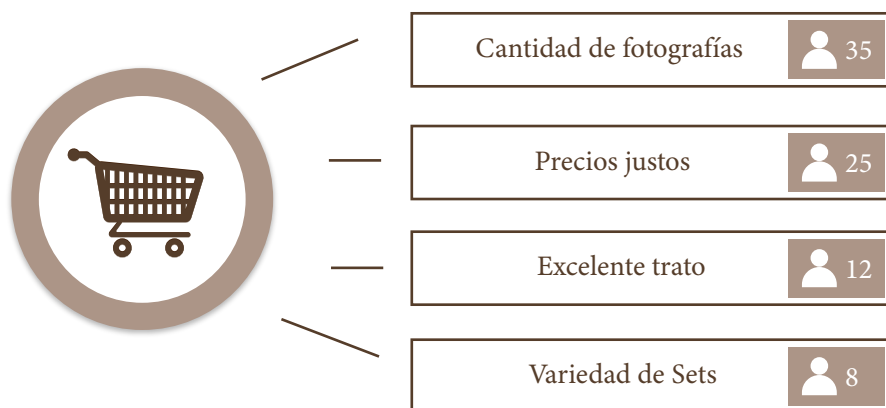 Cantidad de fotografías 35
Precios justos 25
Excelente trato 12
Variedad de Sets 8